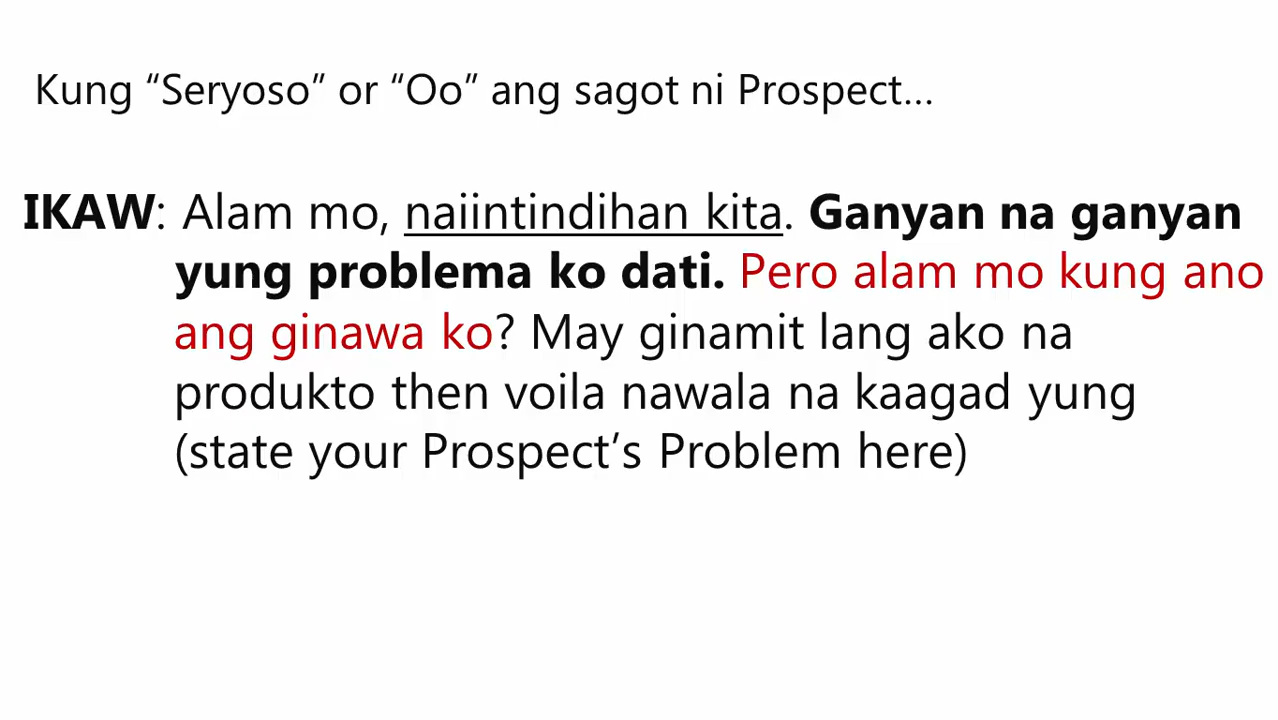 Kung “Seryoso” or “Oo” ang sagot ni Prospect...
IKAW: Alam mo, naiintindihan kita. Ganyan na ganyan
yung problema ko dati. Pero alam mo kung ano
ang ginawa ko? May ginamit lang ako na
produkto then voila nawala na kaagad yung
(state your Prospect’s Problem here)